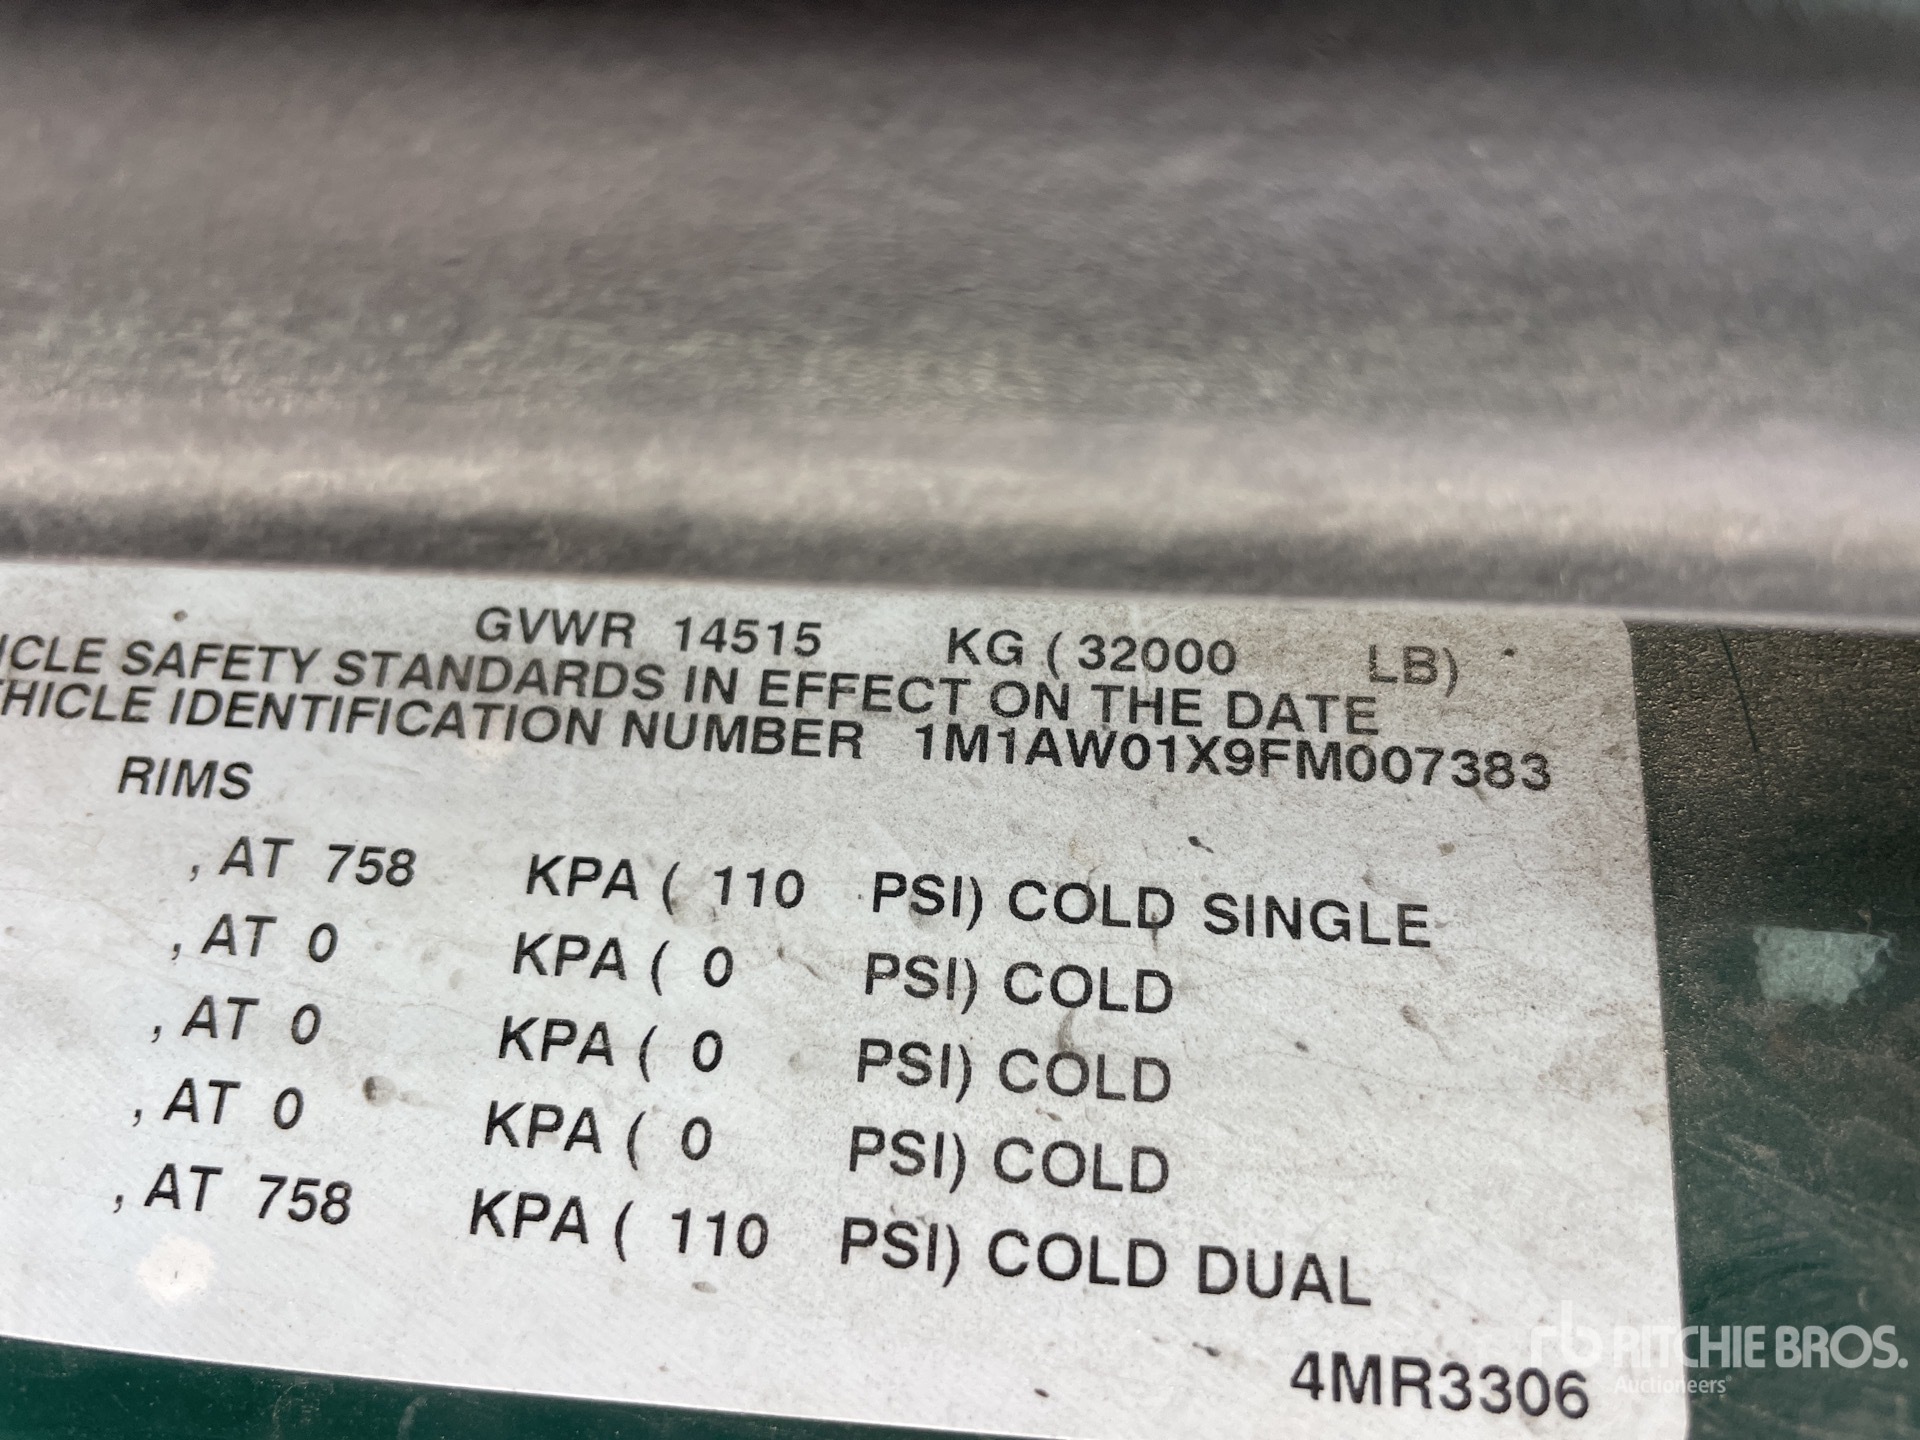 GVWR 14515 KG ( 32000 LB)
ICLE SAFETY STANDARDS IN EFFECT ON THE DATE
HICLE IDENTIFICATION NUMBER 1M1AW01X9FM007383
RIMS
, AT 758 KPA ( 110 PSI) COLD SINGLE
, AT 0 KPA ( 0 PSI) COLD
, AT 0 KPA ( 0 PSI) COLD
, AT 0 KPA ( 0 PSI) COLD
, AT 758 KPA ( 110 PSI) COLD DUAL
4MR3306
rb RITCHIE BROS.
Auctioneers